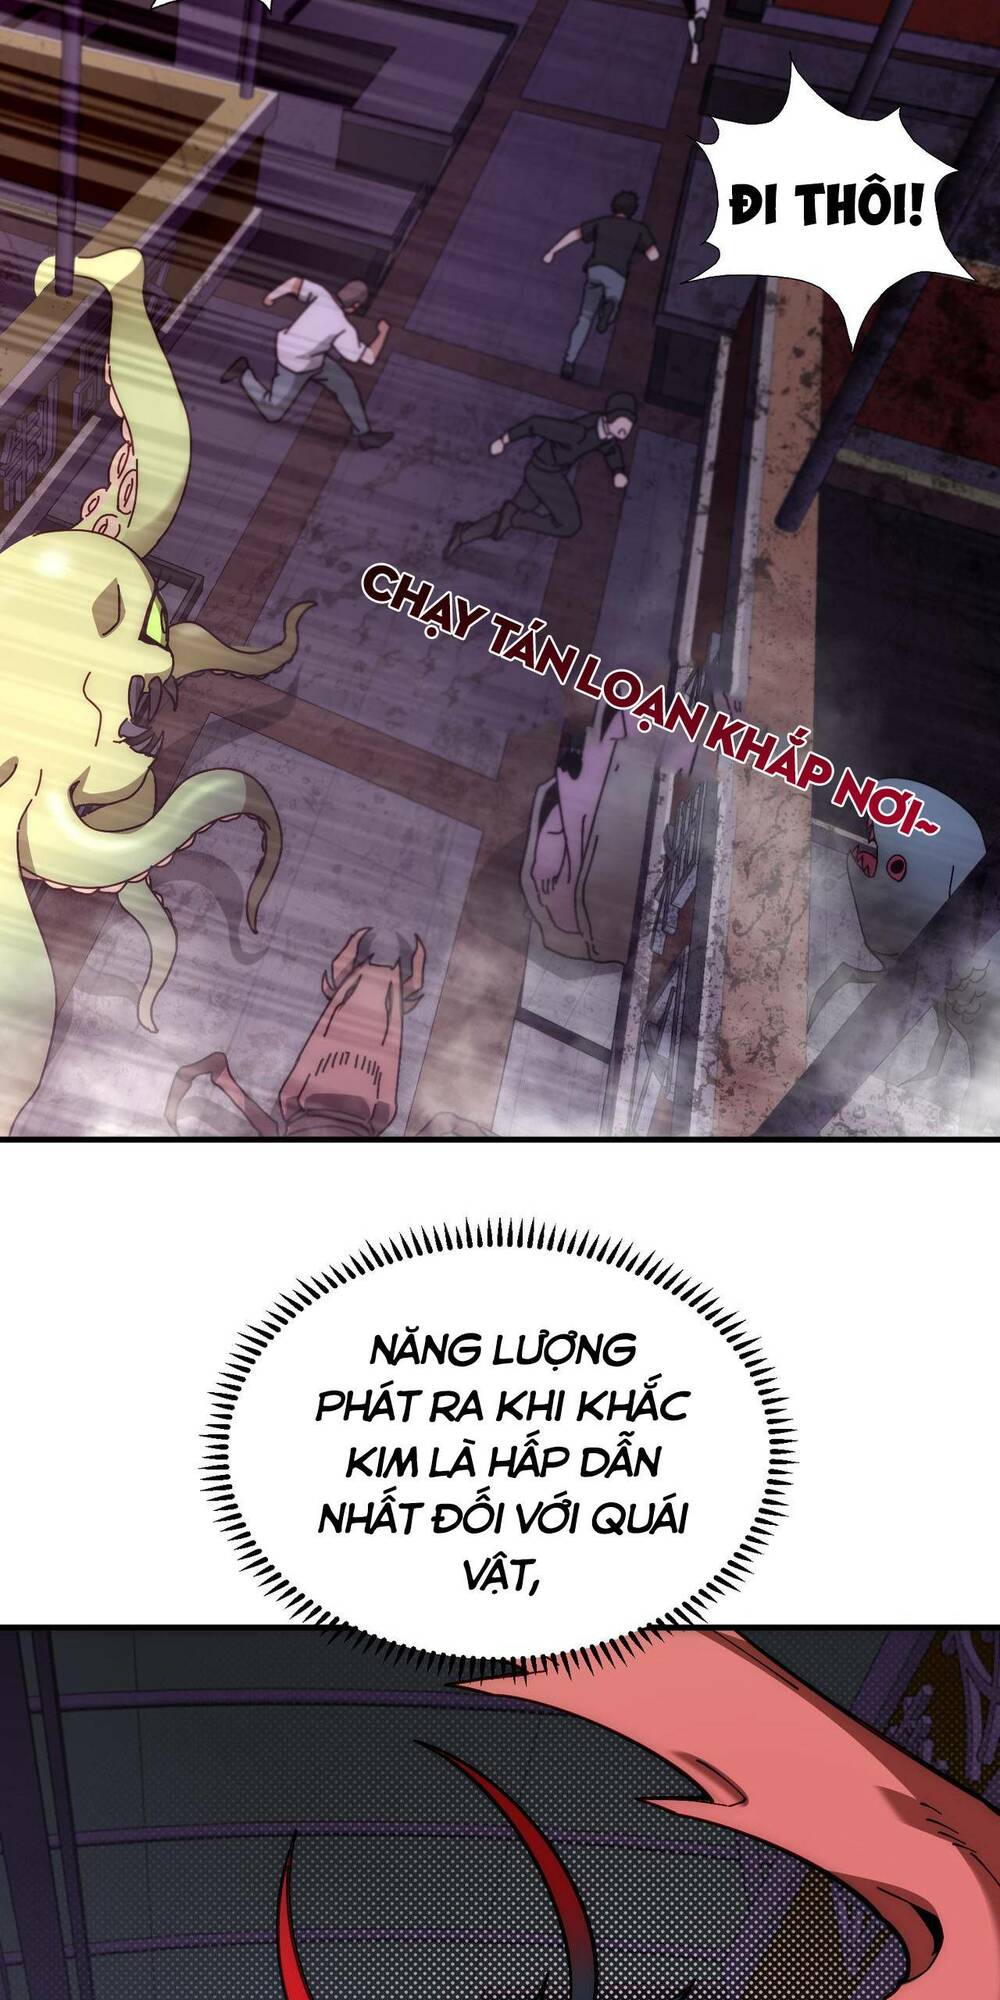 ĐI THÔI!
CHẠY TÁN LOẠN KHẮP NƠI~
NĂNG LƯỢNG
PHÁT RA KHI KHẮC
KIM LÀ HẤP DẪN
NHẤT ĐỐI VỚI QUÁI
VẬT,